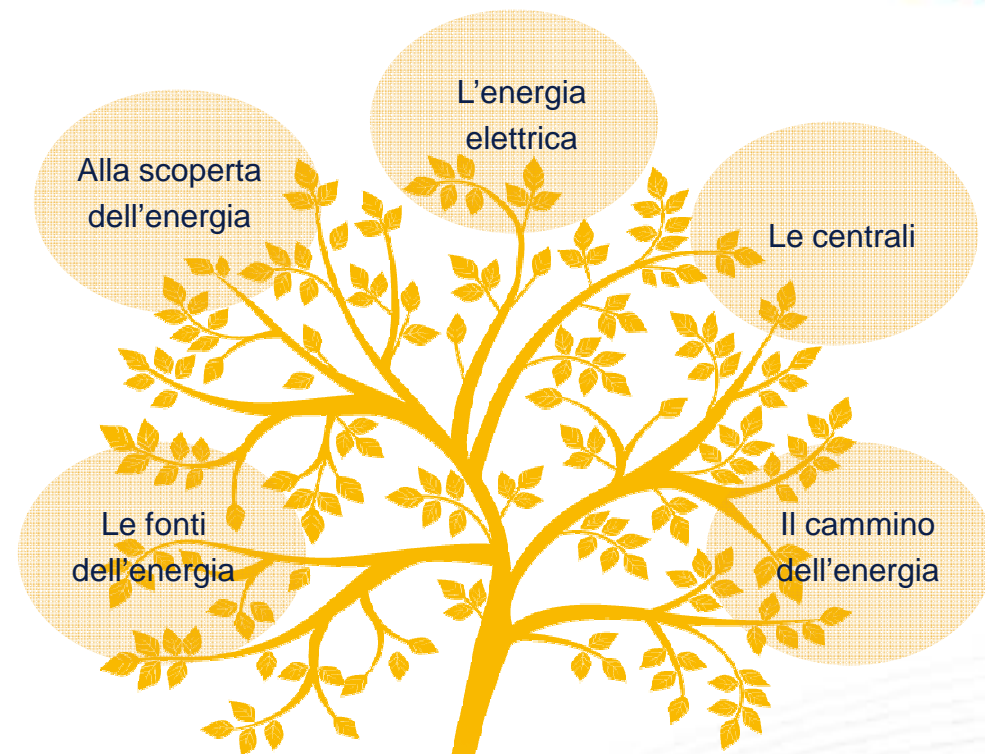 L’energia
elettrica
Alla scoperta
dell’energia
Le centrali
Le fonti
dell’energia
Il cammino
dell’energia